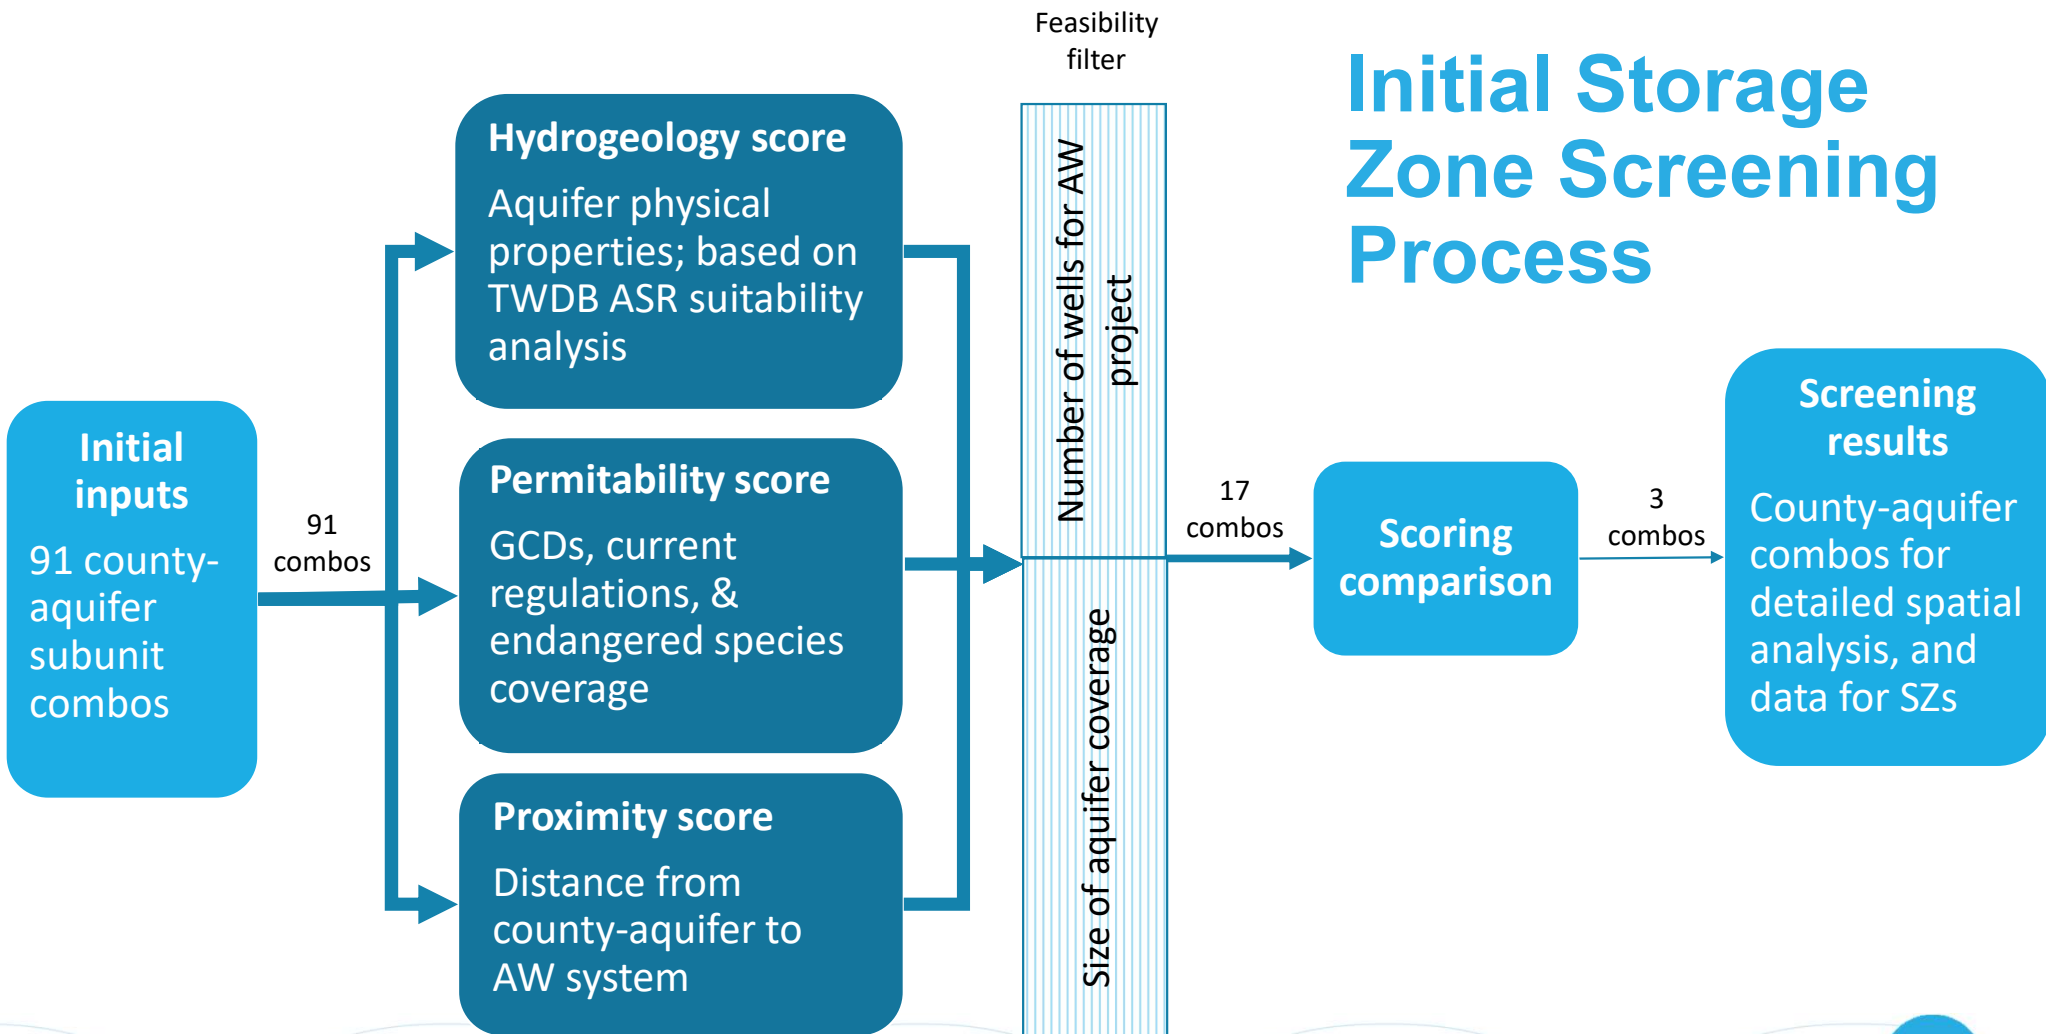 Initial Storage
Zone Screening
Process
Initial
inputs
91 county-
aquifer
subunit
combos
91
combos
Hydrogeology score
Aquifer physical
properties; based on
TWDB ASR suitability
analysis
Permitability score
GCDs, current
regulations, &
endangered species
coverage
Proximity score
Distance from
county-aquifer to
AW system
Feasibility
filter
Number of wells for AW
project
Size of aquifer coverage
17
combos
Scoring
comparison
3
combos
Screening
results
County-aquifer
combos for
detailed spatial
analysis, and
data for SZs